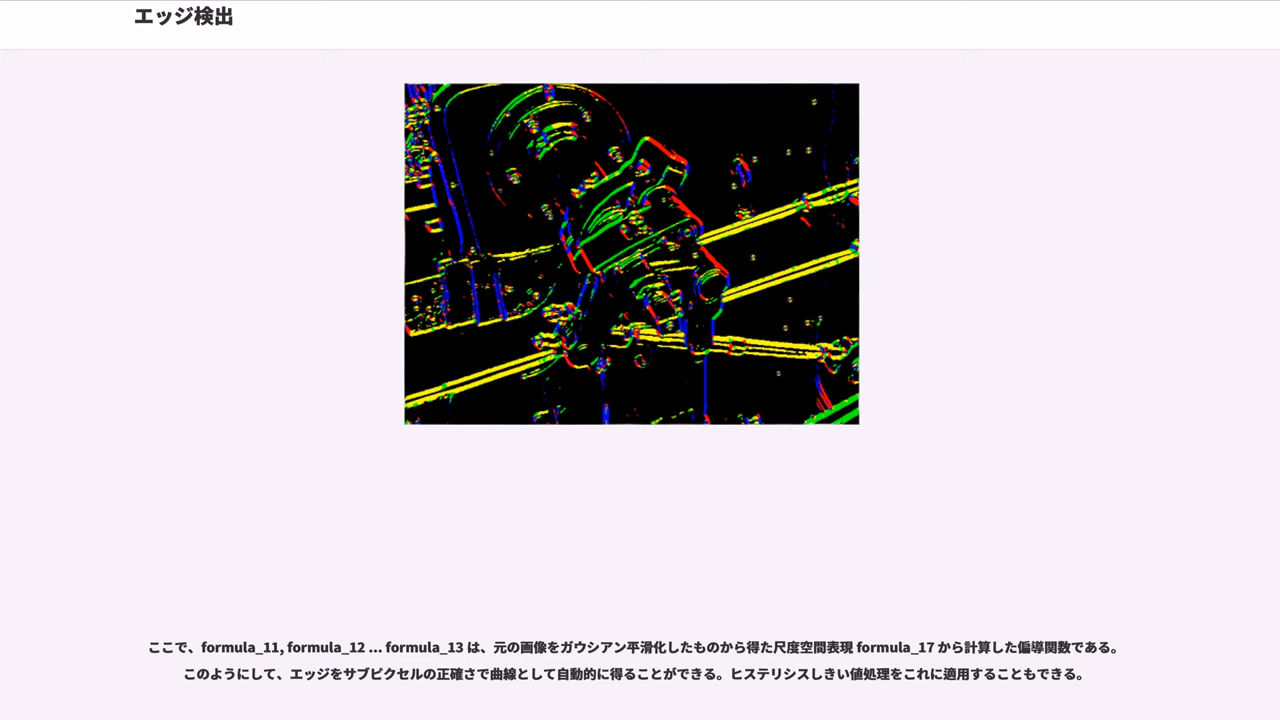 エッジ検出
ここで、formula_11, formula_12 ... formula_13 は、元の画像をガウシアン平滑化したものから得た尺度空間表現 formula_17 から計算した偏導関数である。
このようにして、エッジをサブピクセルの正確さで曲線として自動的に得ることができる。ヒステリシスしきい値処理をこれに適用することもできる。